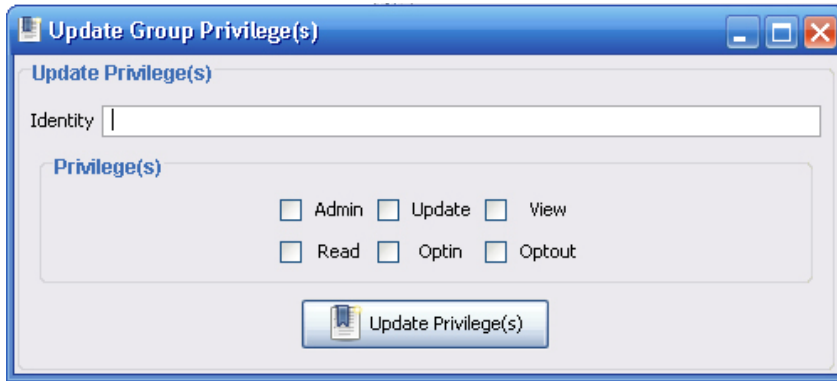 Update Group Privilege(s)
Update Privilege(s)
Identity
Privilege(s)
Admin Update View
Read Optin Optout
Update Privilege(s)